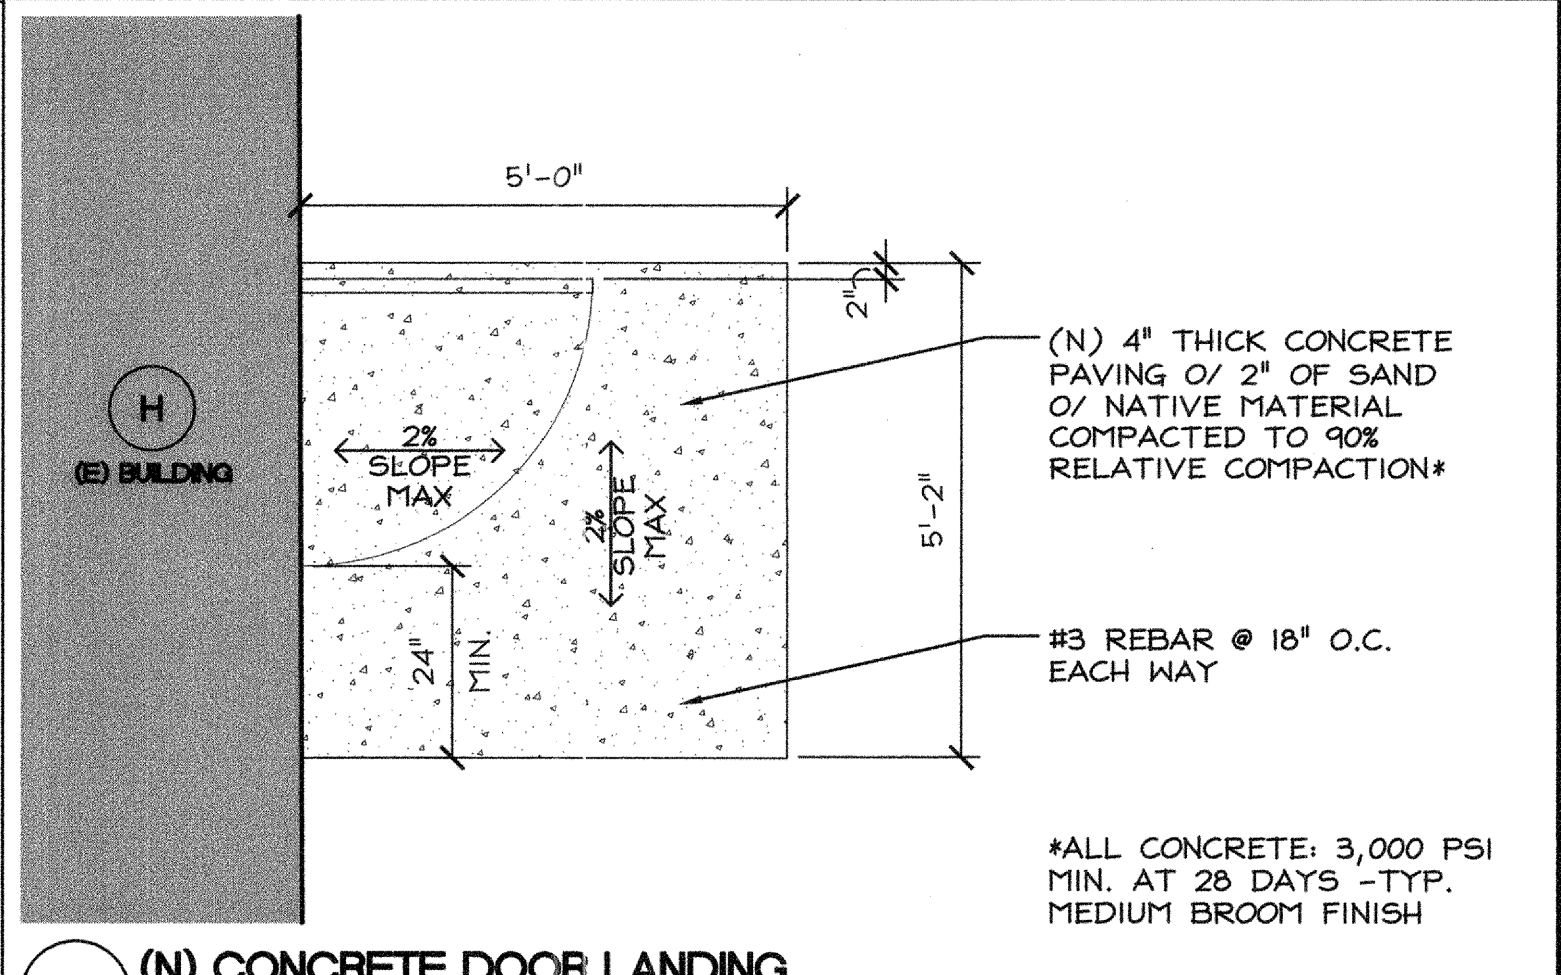 5'-0"
2"
(N) 4" THICK CONCRETE
PAVING O/ 2" OF SAND
O/ NATIVE MATERIAL
COMPACTED TO 90%
RELATIVE COMPACTION*
H
(E) BUILDING
2%
SLOPE
MAX
2%
SLOPE
MAX
5'-2"
24"
MIN.
#3 REBAR @ 18" O.C.
EACH WAY
*ALL CONCRETE: 3,000 PSI
MIN. AT 28 DAYS -TYP.
MEDIUM BROOM FINISH
(N) CONCRETE DOOR LANDING